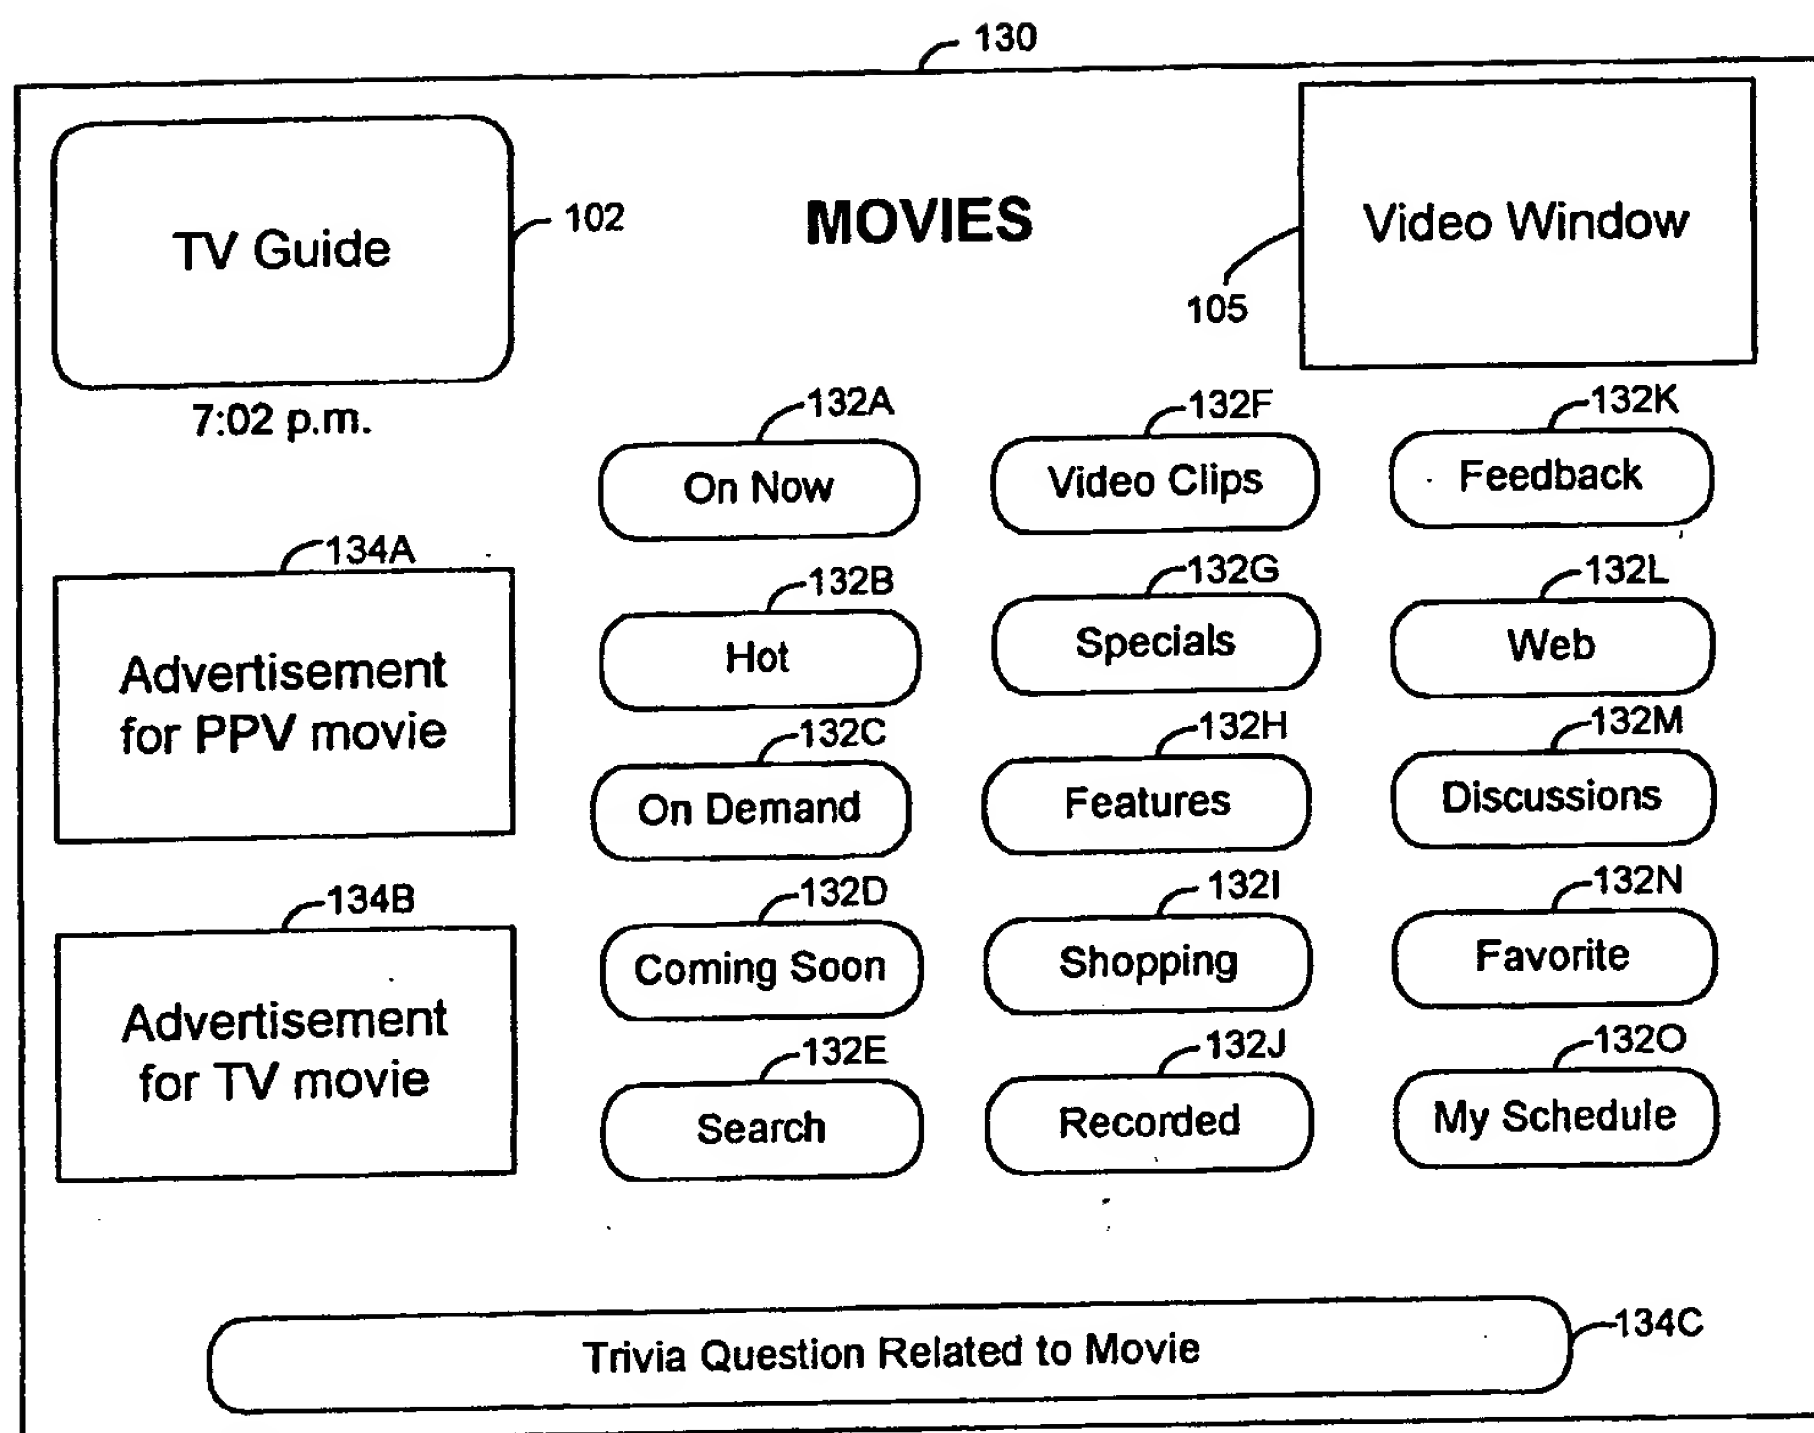 130
TV Guide
102
MOVIES
Video Window
105
7:02 p.m.
132A
132F
132K
On Now
Video Clips
Feedback
134A
132B
132G
132L
Advertisement
for PPV movie
Hot
Specials
Web
132C
132H
132M
On Demand
Features
Discussions
134B
132D
132I
132N
Advertisement
for TV movie
Coming Soon
Shopping
Favorite
132E
132J
132O
Search
Recorded
My Schedule
Trivia Question Related to Movie
134C